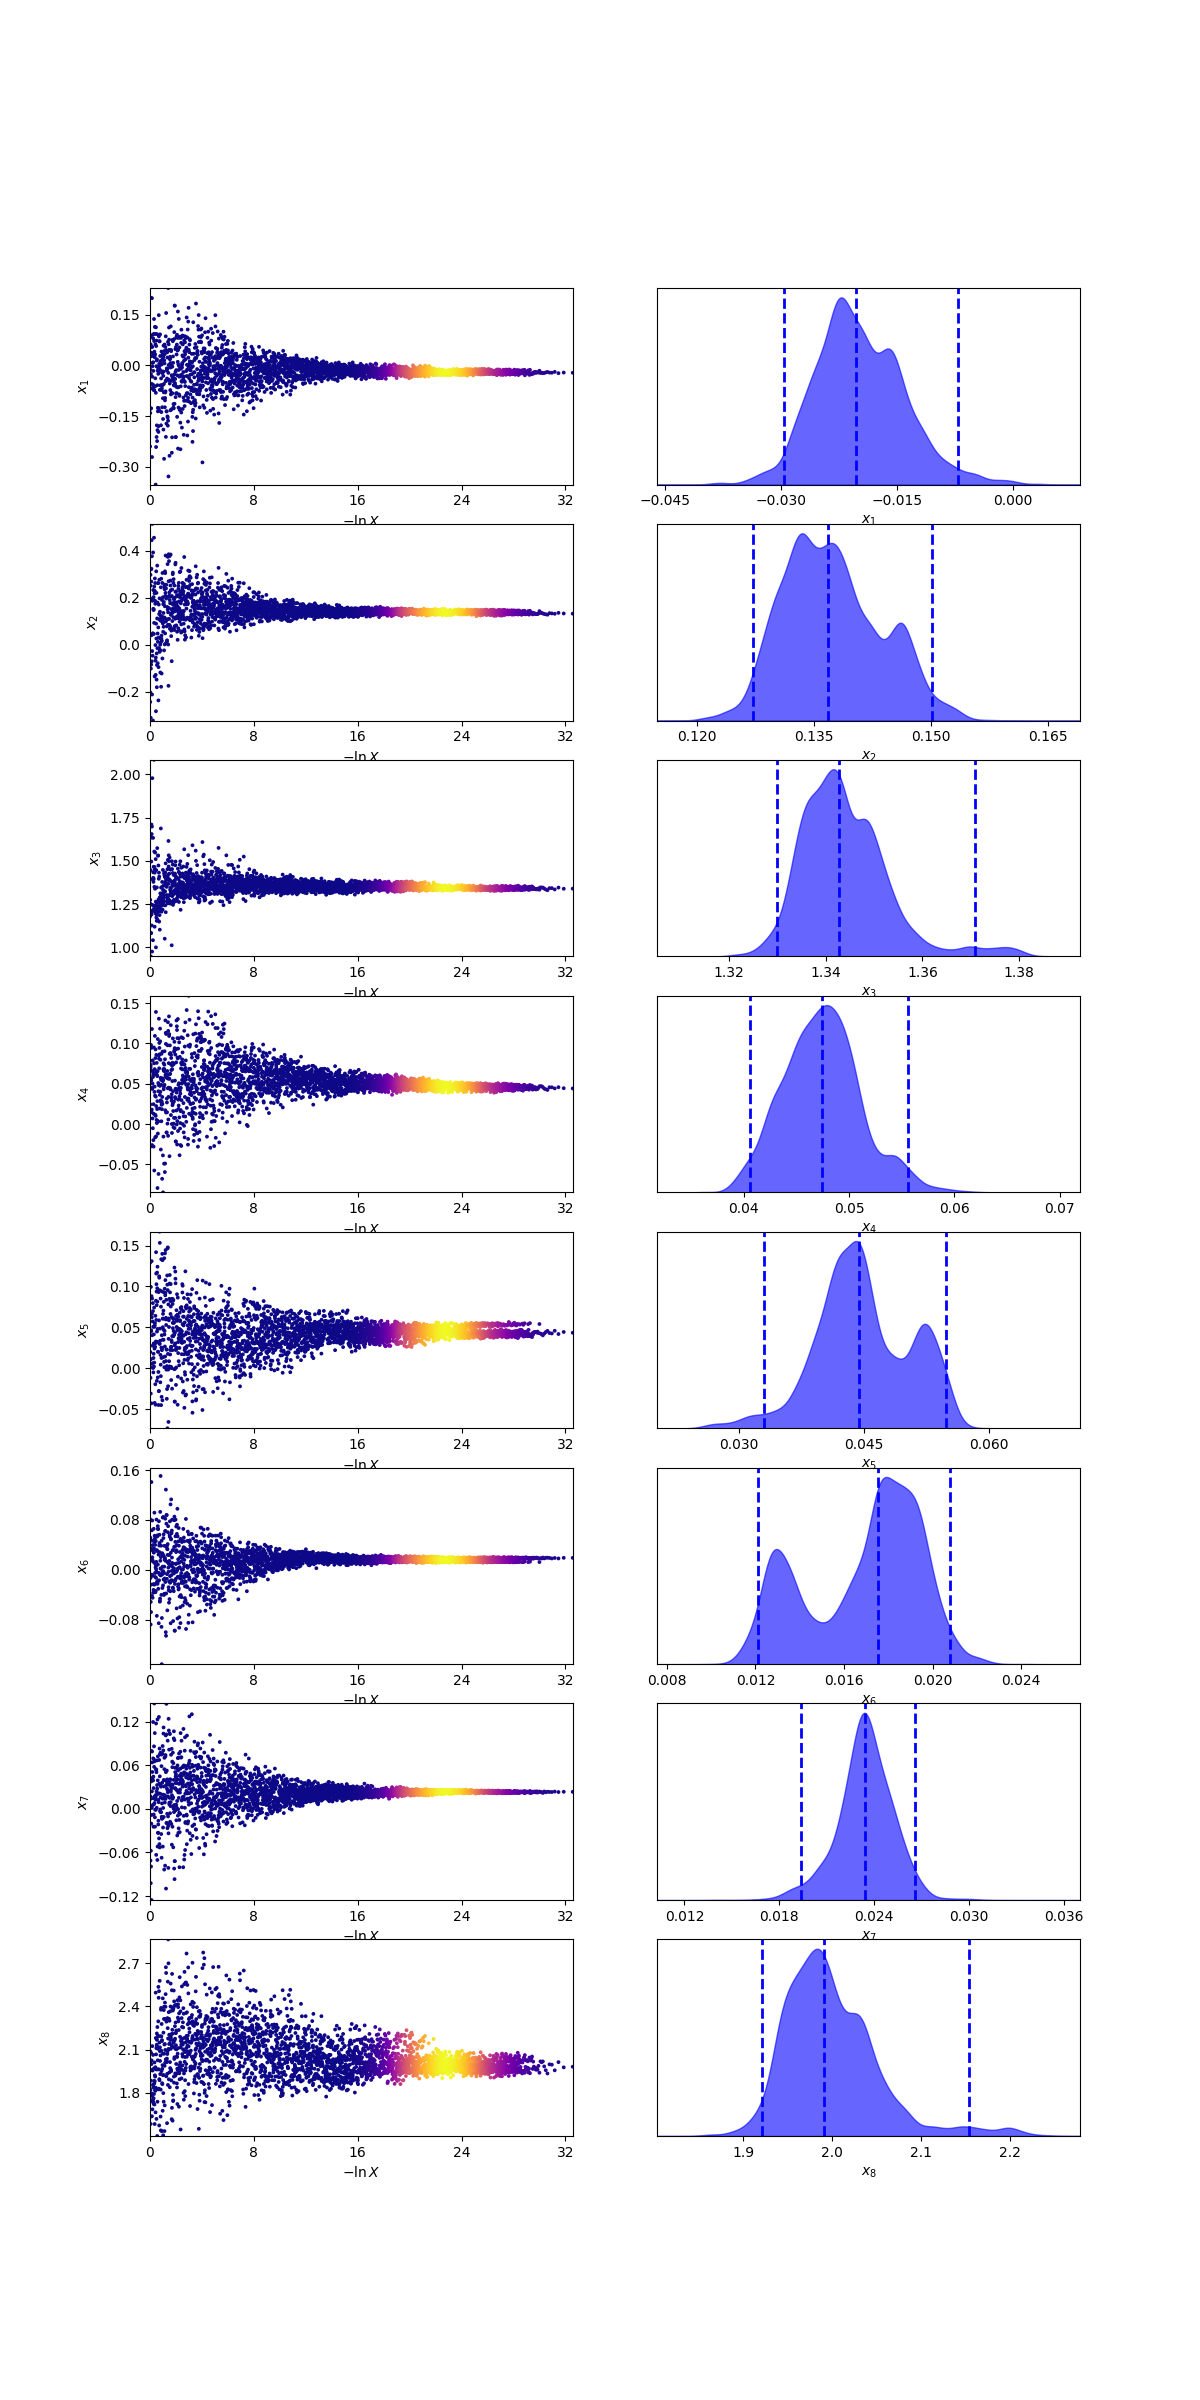 0.15
0.00
−0.15
−0.30
x₁
0 8 16 24 32
−ln X
−0.045 −0.030 −0.015 0.000
x₁
0.4
0.2
0.0
−0.2
x₂
0 8 16 24 32
−ln X
0.120 0.135 0.150 0.165
x₂
2.00
1.75
1.50
1.25
1.00
x₃
0 8 16 24 32
−ln X
1.32 1.34 1.36 1.38
x₃
0.15
0.10
0.05
0.00
−0.05
x₄
0 8 16 24 32
−ln X
0.04 0.05 0.06 0.07
x₄
0.15
0.10
0.05
0.00
−0.05
x₅
0 8 16 24 32
−ln X
0.030 0.045 0.060
x₅
0.16
0.08
0.00
−0.08
x₆
0 8 16 24 32
−ln X
0.008 0.012 0.016 0.020 0.024
x₆
0.12
0.06
0.00
−0.06
−0.12
x₇
0 8 16 24 32
−ln X
0.012 0.018 0.024 0.030 0.036
x₇
2.7
2.4
2.1
1.8
x₈
0 8 16 24 32
−ln X
1.9 2.0 2.1 2.2
x₈